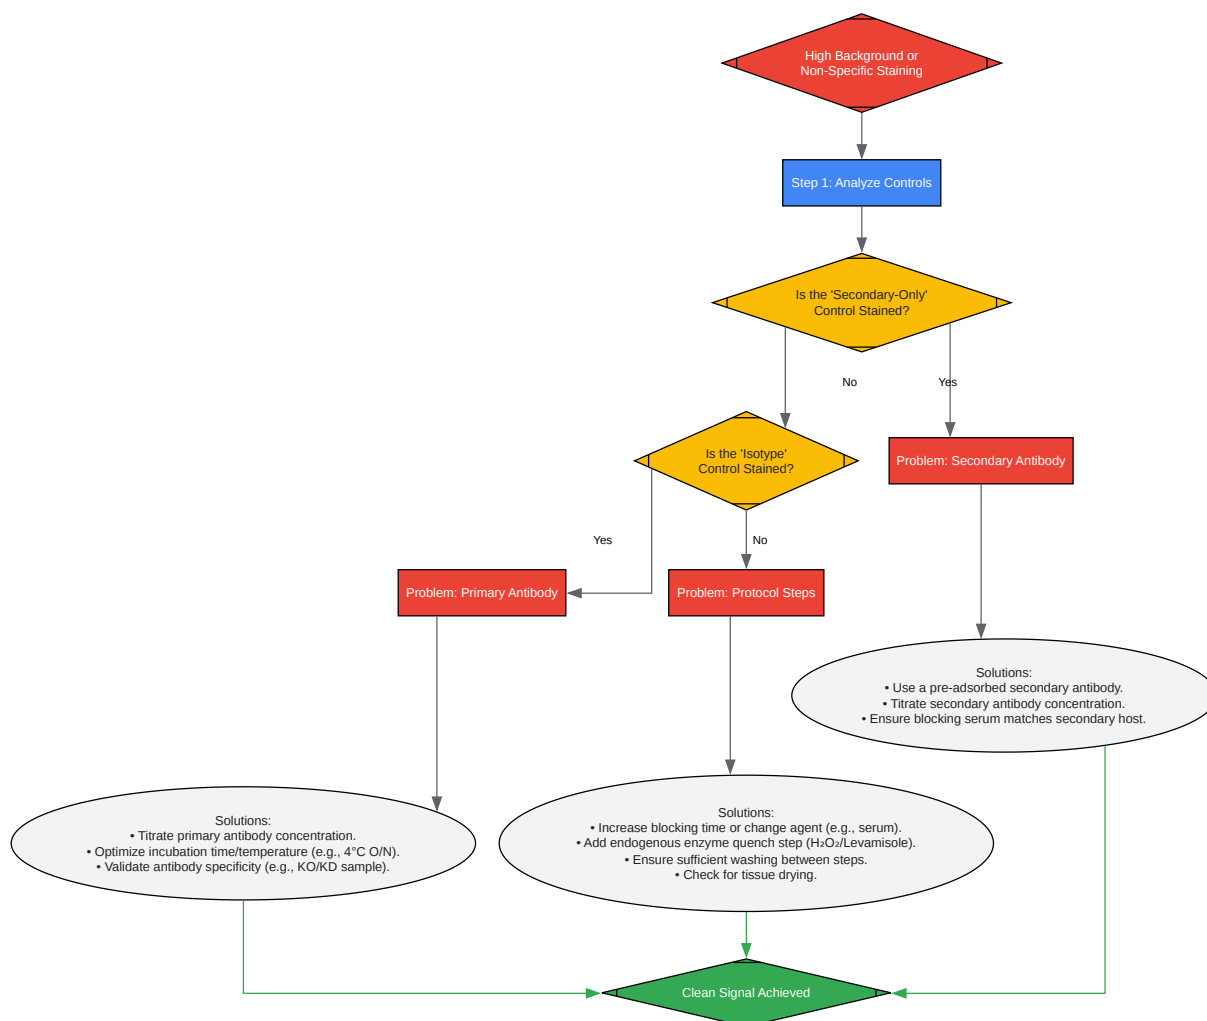 High Background or
Non-Specific Staining
Step 1: Analyze Controls
Is the 'Secondary-Only'
Control Stained?
No
Yes
Is the 'Isotype'
Control Stained?
Problem: Secondary Antibody
Yes
No
Problem: Primary Antibody
Problem: Protocol Steps
Solutions:
• Use a pre-adsorbed secondary antibody.
• Titrate secondary antibody concentration.
• Ensure blocking serum matches secondary host.
Solutions:
• Titrate primary antibody concentration.
• Optimize incubation time/temperature (e.g., 4°C O/N).
• Validate antibody specificity (e.g., KO/KD sample).
Solutions:
• Increase blocking time or change agent (e.g., serum).
• Add endogenous enzyme quench step (H₂O₂/Levamisole).
• Ensure sufficient washing between steps.
• Check for tissue drying.
Clean Signal Achieved